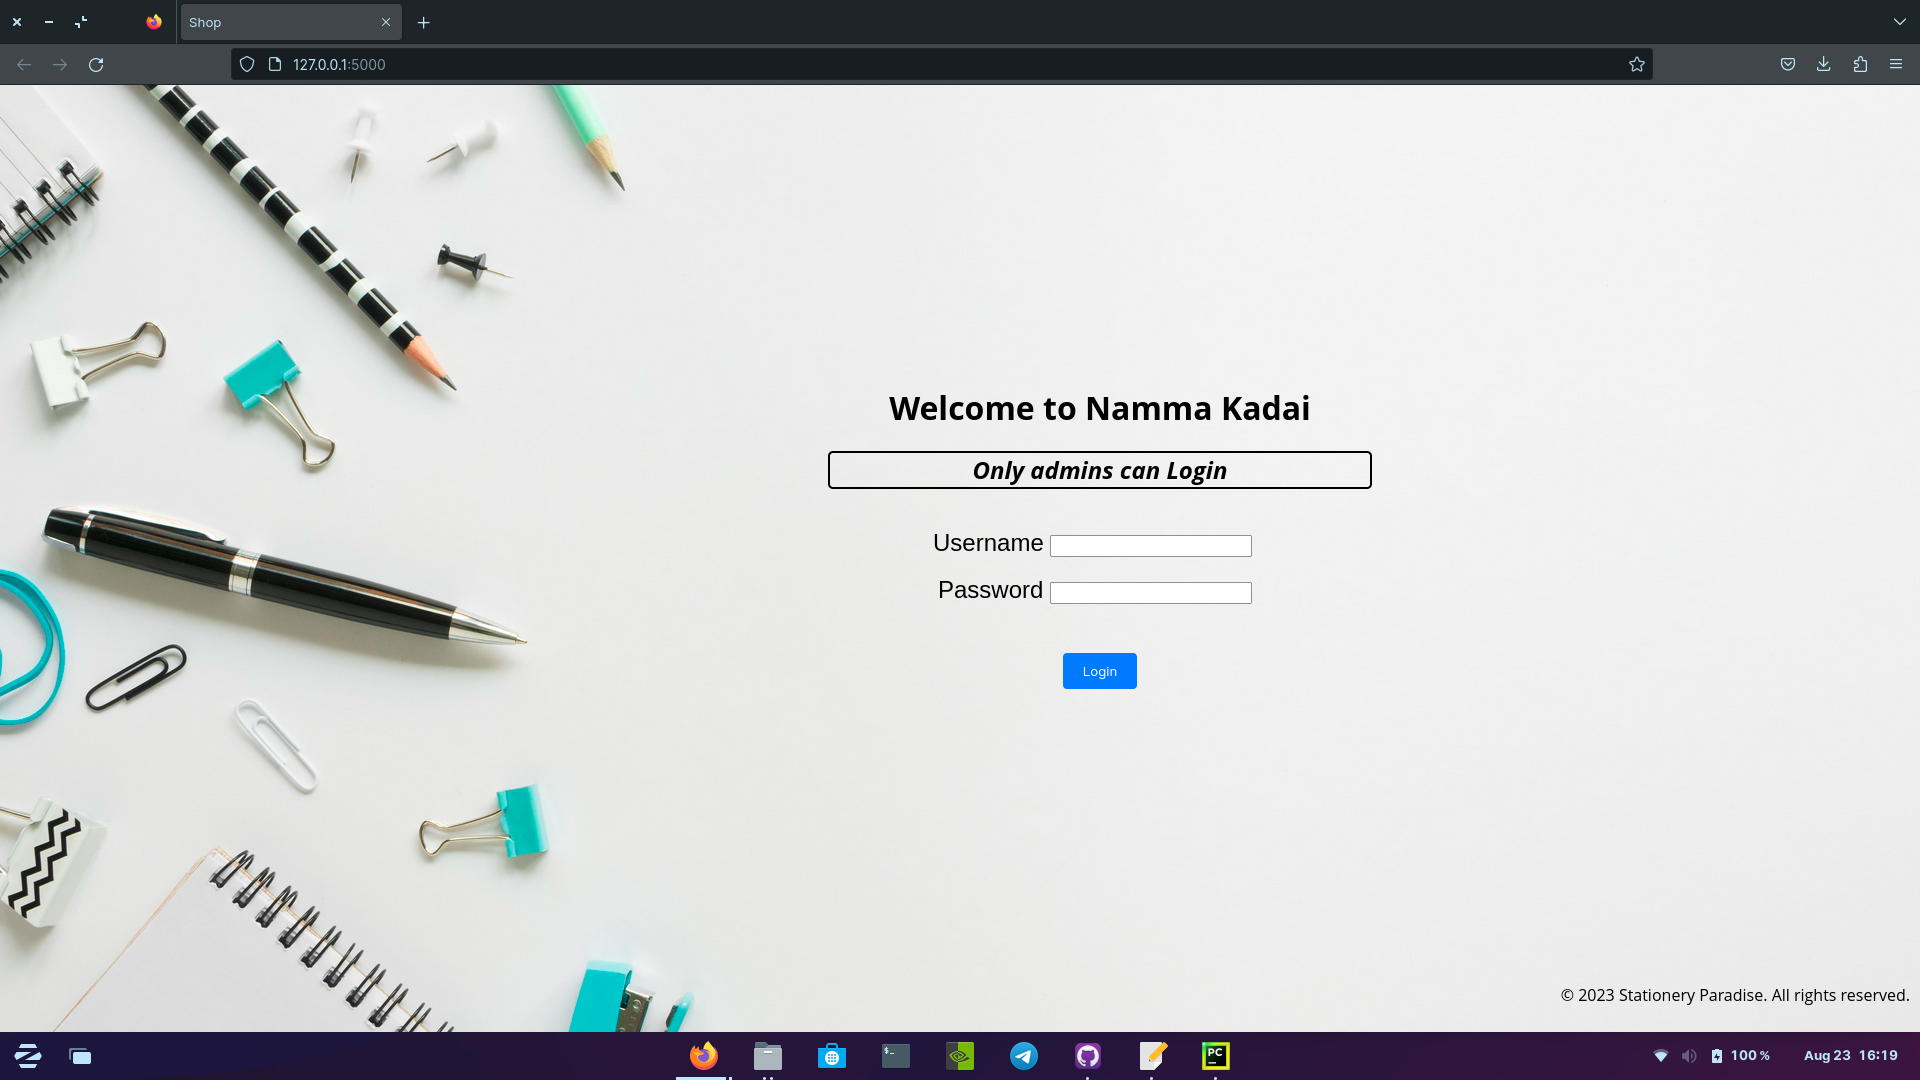 Shop
127.0.0.1:5000
Welcome to Namma Kadai
Only admins can Login
Username
Password
Login
© 2023 Stationery Paradise. All rights reserved.
$-
PC
100 %
Aug 23 16:19